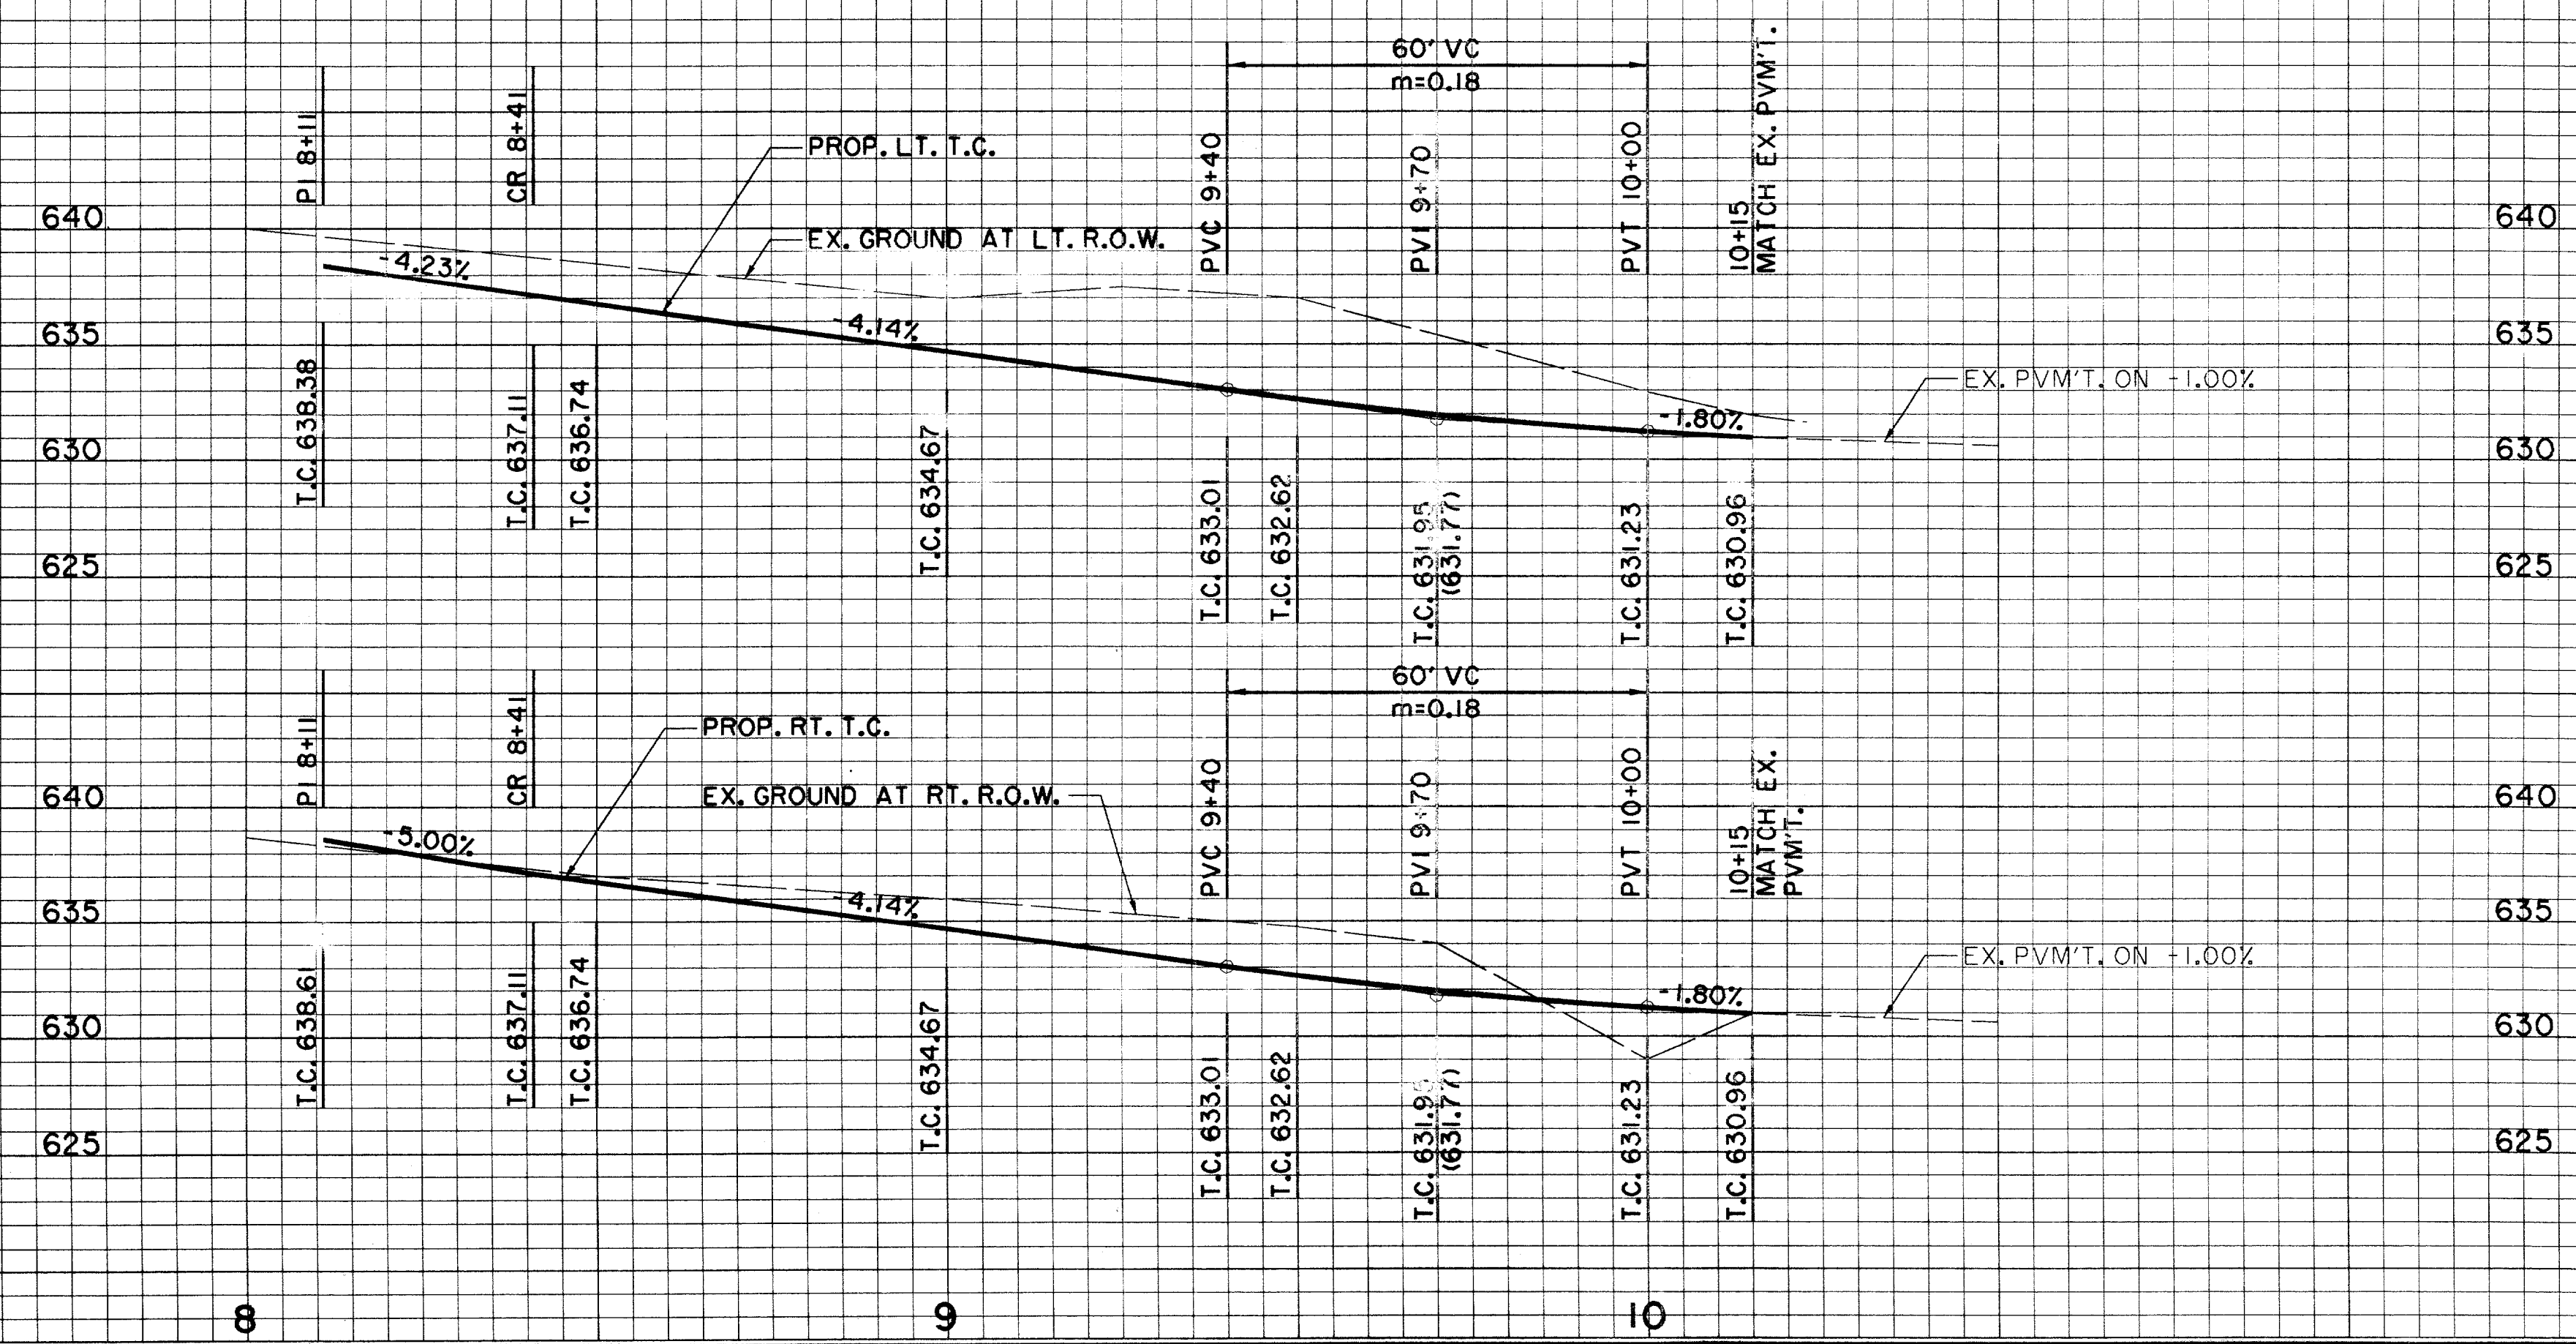 60' VC
m=0.18
PI 8+11
CR 8+41
PROP. LT. T.C.
EX. GROUND AT LT. R.O.W.
PVC 9+40
PVI 9+70
PVT 10+00
10+15
MATCH EX. PVM'T.
640
640
-4.23%
-4.14%
635
635
EX. PVM'T. ON -1.00%
-1.80%
T.C. 638.38
T.C. 637.11
T.C. 636.74
T.C. 634.67
T.C. 633.01
T.C. 632.62
T.C. 631.95
(631.77)
T.C. 631.23
T.C. 630.96
630
630
625
625
60' VC
m=0.18
PI 8+11
CR 8+41
PROP. RT. T.C.
EX. GROUND AT RT. R.O.W.
PVC 9+40
PVI 9+70
PVT 10+00
10+15
MATCH EX.
PVM'T.
640
640
-5.00%
-4.14%
635
635
EX. PVM'T. ON -1.00%
-1.80%
T.C. 638.61
T.C. 637.11
T.C. 636.74
T.C. 634.67
T.C. 633.01
T.C. 632.62
T.C. 631.95
(631.77)
T.C. 631.23
T.C. 630.96
630
630
625
625
8
9
10